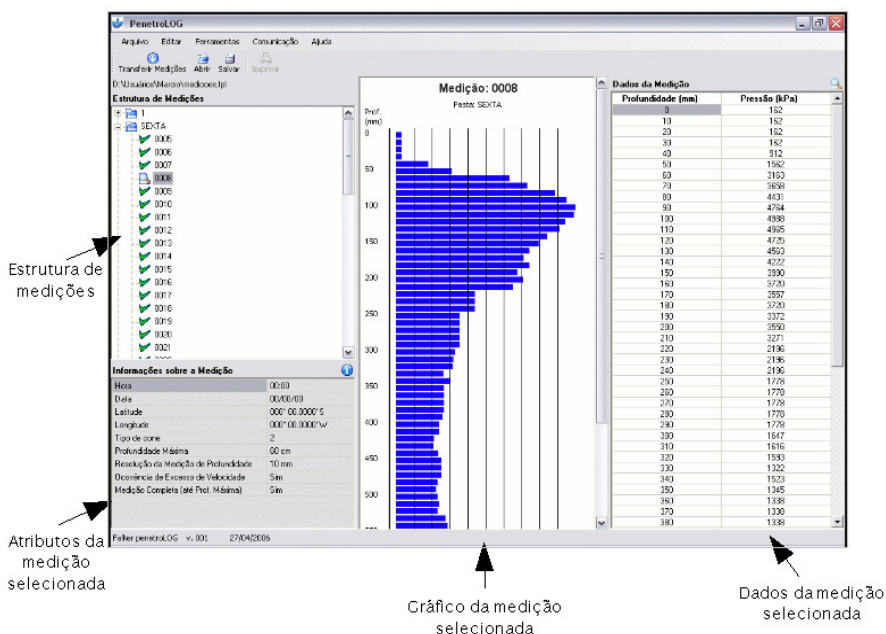 PenetroLOG
Arquivo Editar Ferramentas Comunicação Ajuda
Transferir Medições Abrir Salvar Imprimir
D:\Usuários\Marcio\medicoes.lpl
Estrutura de Medições
1
SEXTA
0005
0006
0007
0008
0009
0010
0011
0012
0013
0014
0015
0016
0017
0018
0019
0020
0021
Informações sobre a Medição
Hora 00:00
Data 00/00/00
Latitude 000° 00.0000" S
Longitude 000° 00.0000" W
Tipo de cone 2
Profundidade Máxima 60 cm
Resolução da Medição de Profundidade 10 mm
Ocorrência de Excesso de Velocidade Sim
Medição Completa (até Prof. Máxima) Sim
Falker penetroLOG v. 001 27/04/2006
Medição: 0008
Pasta: SEXTA
Prof.
(mm)
0
50
100
150
200
250
300
350
400
450
500
Dados da Medição
Profundidade (mm) Pressão (kPa)
0 162
10 162
20 162
30 162
40 912
50 1562
60 3163
70 3658
80 4431
90 4764
100 4988
110 4965
120 4725
130 4563
140 4222
150 3990
160 3720
170 3557
180 3720
190 3372
200 3550
210 3271
220 2196
230 2196
240 2196
250 1778
260 1778
270 1778
280 1778
290 1778
300 1647
310 1616
320 1593
330 1322
340 1523
350 1345
360 1338
370 1338
380 1338
Estrutura de
medições
Atributos da
medição
selecionada
Gráfico da medição
selecionada
Dados da medição
selecionada